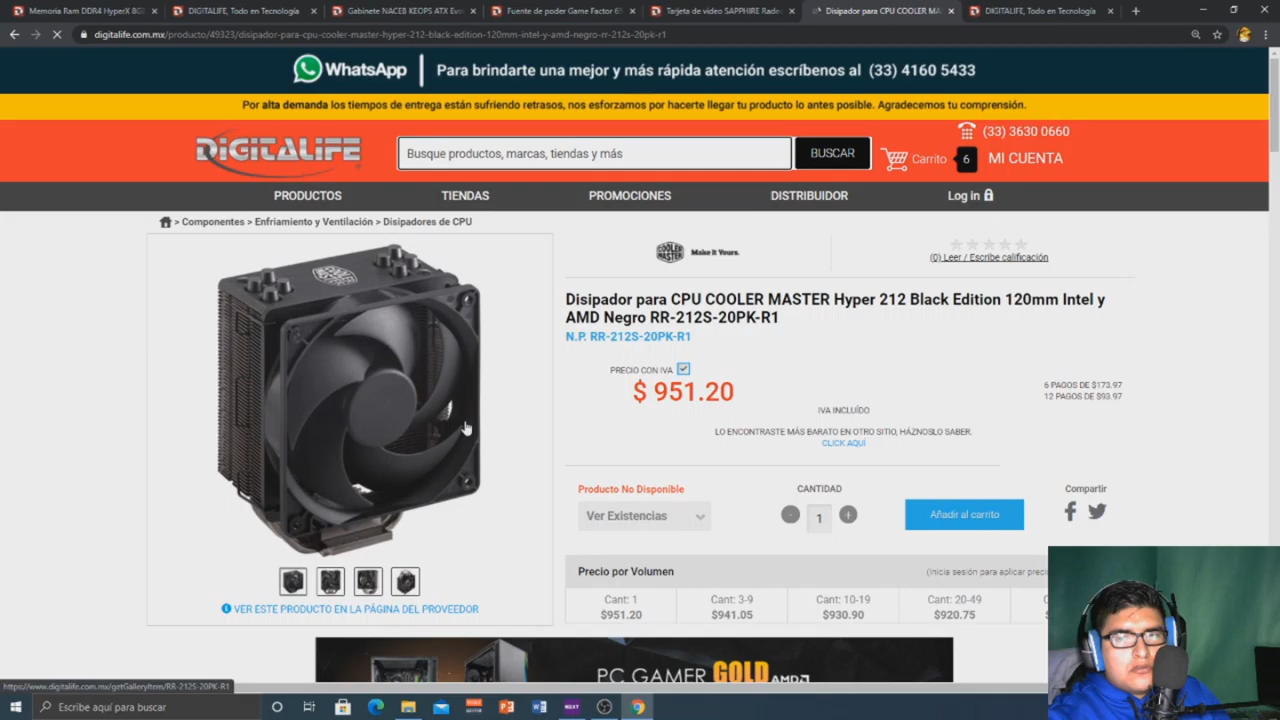 Memoria Ram DDR4 HyperX 8GB
DIGITALIFE, Todo en Tecnología
Gabinete NACEB KEOPS ATX Evo
Fuente de poder Game Factor 65
Tarjeta de video SAPPHIRE Rade
Disipador para CPU COOLER MA
DIGITALIFE, Todo en Tecnología
digitalife.com.mx/producto/49323/disipador-para-cpu-cooler-master-hyper-212-black-edition-120mm-intel-y-amd-negro-rr-212s-20pk-r1
WhatsApp
Para brindarte una mejor y más rápida atención escríbenos al (33) 4160 5433
Por alta demanda los tiempos de entrega están sufriendo retrasos, nos esforzamos por hacerte llegar tu producto lo antes posible. Agradecemos tu comprensión.
DIGITALIFE
Busque productos, marcas, tiendas y más
BUSCAR
(33) 3630 0660
Carrito 6 MI CUENTA
PRODUCTOS
TIENDAS
PROMOCIONES
DISTRIBUIDOR
Log in
> Componentes > Enfriamiento y Ventilación > Disipadores de CPU
COOLER MASTER
Make It Yours.
(0) Leer / Escribe calificación
Disipador para CPU COOLER MASTER Hyper 212 Black Edition 120mm Intel y
AMD Negro RR-212S-20PK-R1
N.P. RR-212S-20PK-R1
PRECIO CON IVA
$ 951.20
6 PAGOS DE $173.97
12 PAGOS DE $93.97
IVA INCLUÍDO
LO ENCONTRASTE MÁS BARATO EN OTRO SITIO, HÁZNOSLO SABER.
CLICK AQUÍ
Producto No Disponible
Ver Existencias
CANTIDAD
- 1 +
Añadir al carrito
Compartir
Precio por Volumen
(Inicia sesión para aplicar preci
Cant: 1
$951.20
Cant: 3-9
$941.05
Cant: 10-19
$930.90
Cant: 20-49
$920.75
VER ESTE PRODUCTO EN LA PÁGINA DEL PROVEEDOR
PC GAMER GOLD AMD
https://www.digitalife.com.mx/getGalleryItem/RR-212S-20PK-R1
Escribe aquí para buscar